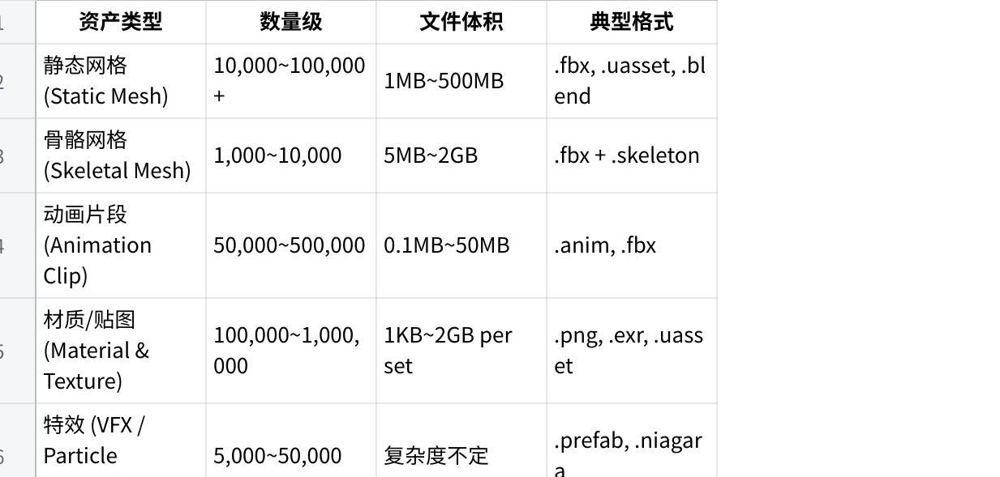 资产类型 数量级 文件体积 典型格式
2 静态网格 (Static Mesh) 10,000~100,000+ 1MB~500MB .fbx, .uasset, .blend
骨骼网格 (Skeletal Mesh) 1,000~10,000 5MB~2GB .fbx + .skeleton
4 动画片段 (Animation Clip) 50,000~500,000 0.1MB~50MB .anim, .fbx
5 材质/贴图 (Material & Texture) 100,000~1,000,000 1KB~2GB per set .png, .exr, .uasset
特效 (VFX / Particle 5,000~50,000 复杂度不定 .prefab, .niagara